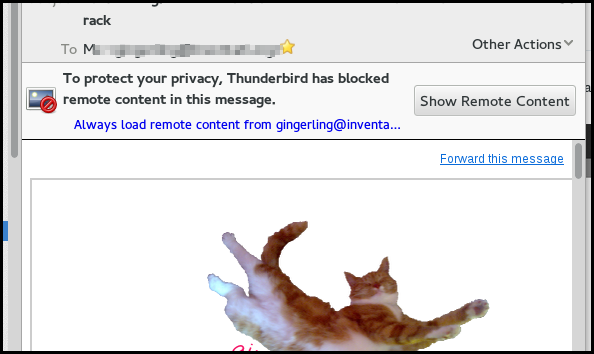 rack
To
Other Actions
To protect your privacy, Thunderbird has blocked
remote content in this message.
Show Remote Content
Always load remote content from gingerling@inventa...
Forward this message